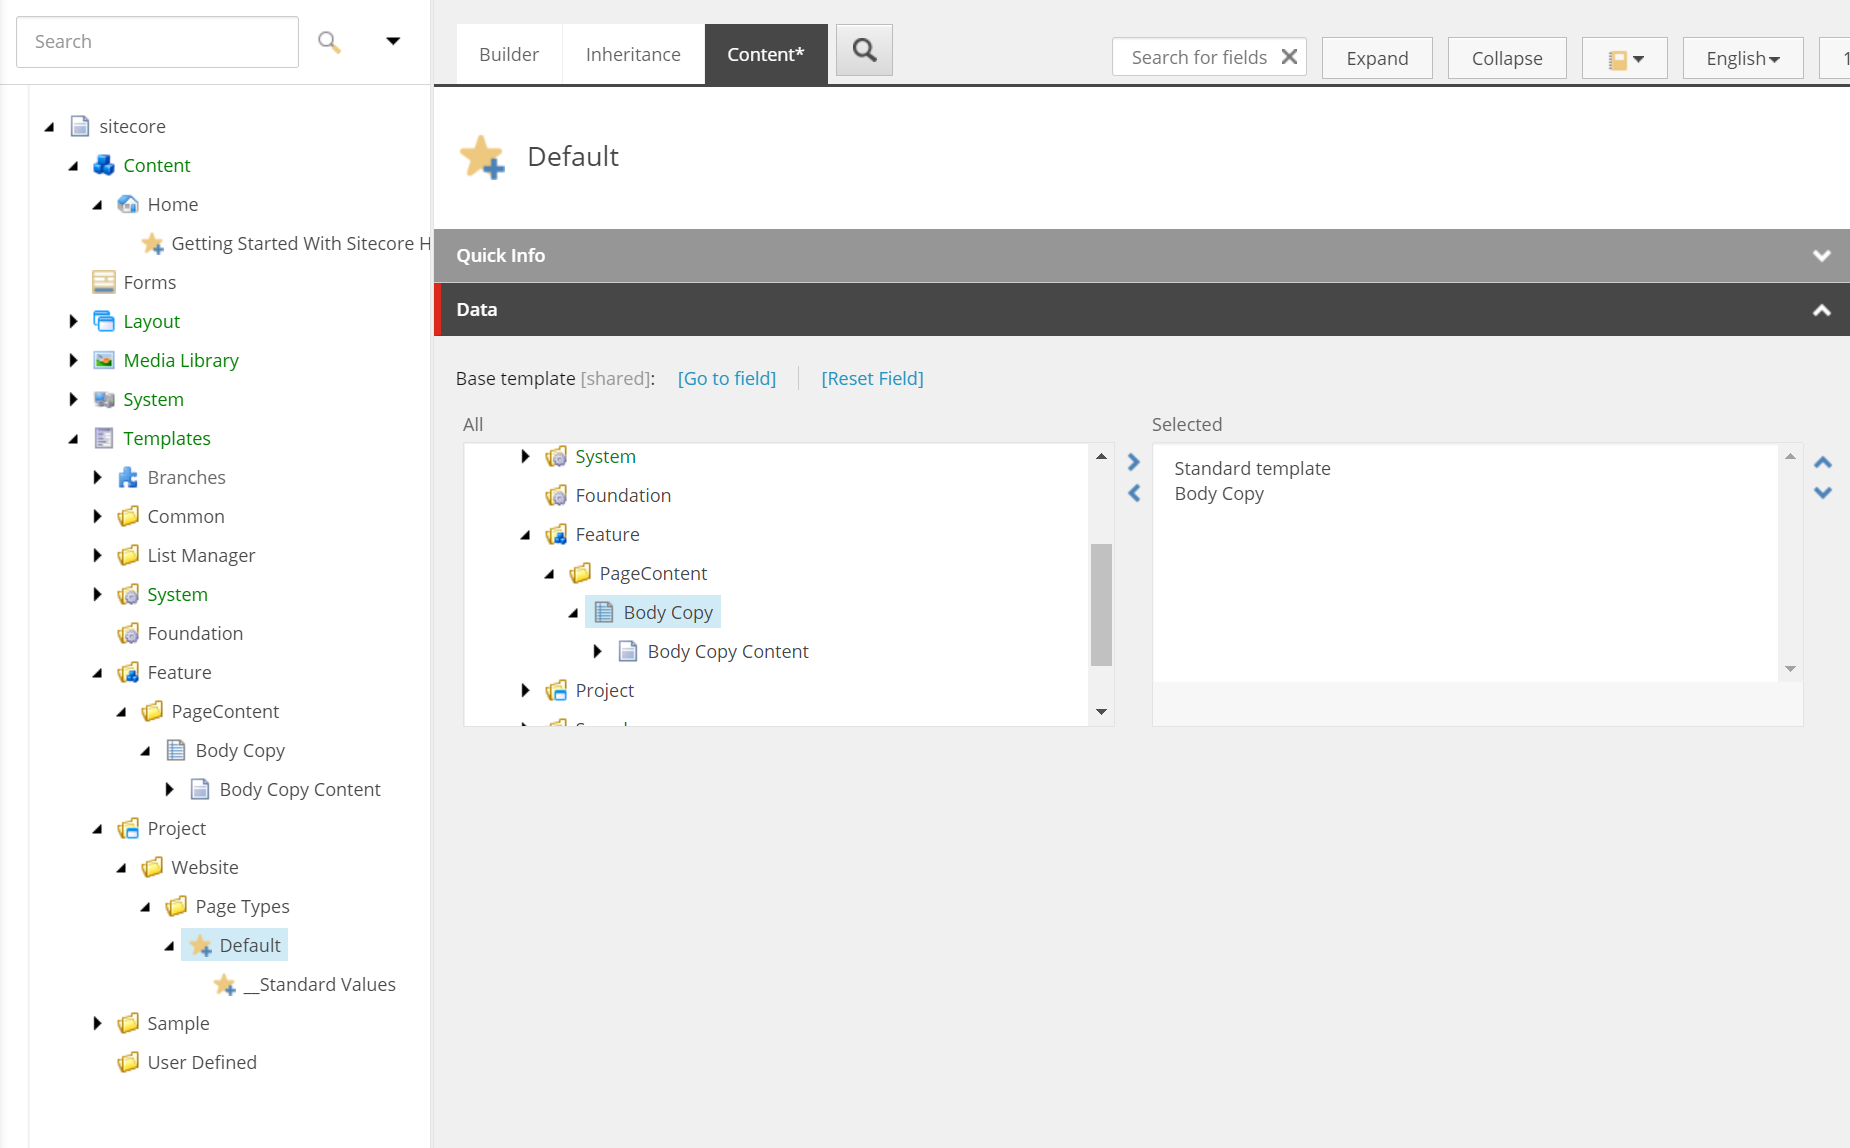 Search
sitecore
Content
Home
Getting Started With Sitecore H
Forms
Layout
Media Library
System
Templates
Branches
Common
List Manager
System
Foundation
Feature
PageContent
Body Copy
Body Copy Content
Project
Website
Page Types
Default
__Standard Values
Sample
User Defined
Builder Inheritance Content*
Search for fields Expand Collapse English 1
Default
Quick Info
Data
Base template [shared]: [Go to field] [Reset Field]
All
System
Foundation
Feature
PageContent
Body Copy
Body Copy Content
Project
Selected
Standard template
Body Copy